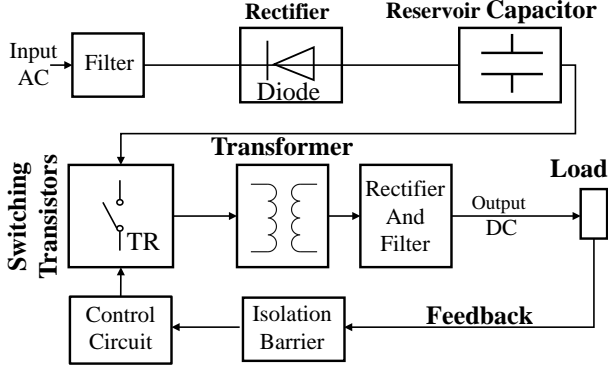 Rectifier
Reservoir Capacitor
Input
AC
Filter
Diode
Switching
Transistors
TR
Transformer
Rectifier
And
Filter
Output
DC
Load
Control
Circuit
Isolation
Barrier
Feedback